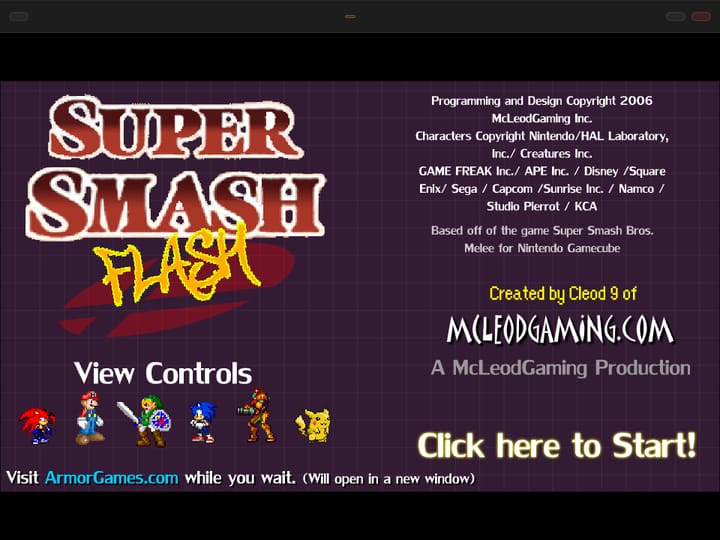 SUPER
SMASH
FLASH
Programming and Design Copyright 2006
McLeodGaming Inc.
Characters Copyright Nintendo/HAL Laboratory,
Inc./ Creatures Inc.
GAME FREAK Inc./ APE Inc. / Disney /Square
Enix/ Sega / Capcom /Sunrise Inc. / Namco /
Studio Pierrot / KCA
Based off of the game Super Smash Bros.
Melee for Nintendo Gamecube
Created by Cleod 9 of
MCLEODGAMING.COM
A McLeodGaming Production
View Controls
Click here to Start!
Visit ArmorGames.com while you wait. (Will open in a new window)